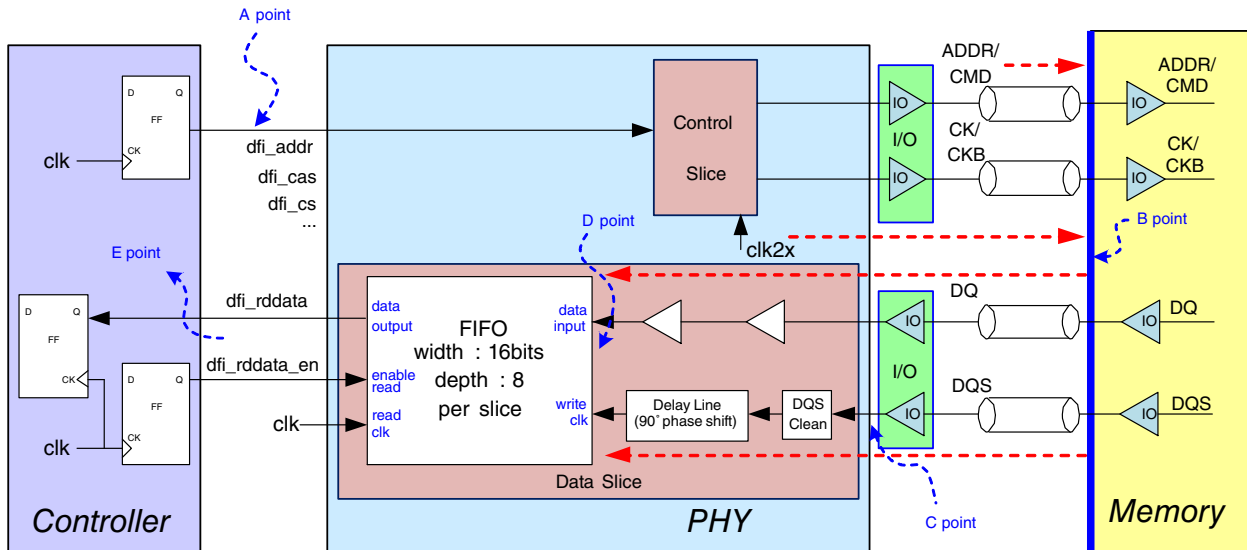 A point
D
Q
FF
CK
clk
dfi_addr
dfi_cas
dfi_cs
...
Control
Slice
clk2x
I/O
IO
IO
ADDR/
CMD
CK/
CKB
IO
IO
ADDR/
CMD
CK/
CKB
B point
D point
E point
dfi_rddata
dfi_rddata_en
clk
D
Q
FF
CK
D
Q
FF
CK
clk
data
output
enable
read
read
clk
FIFO
width : 16bits
depth : 8
per slice
data
input
write
clk
Delay Line
(90° phase shift)
DQS
Clean
Data Slice
IO
I/O
IO
DQ
DQS
IO
DQ
IO
DQS
C point
Controller
PHY
Memory